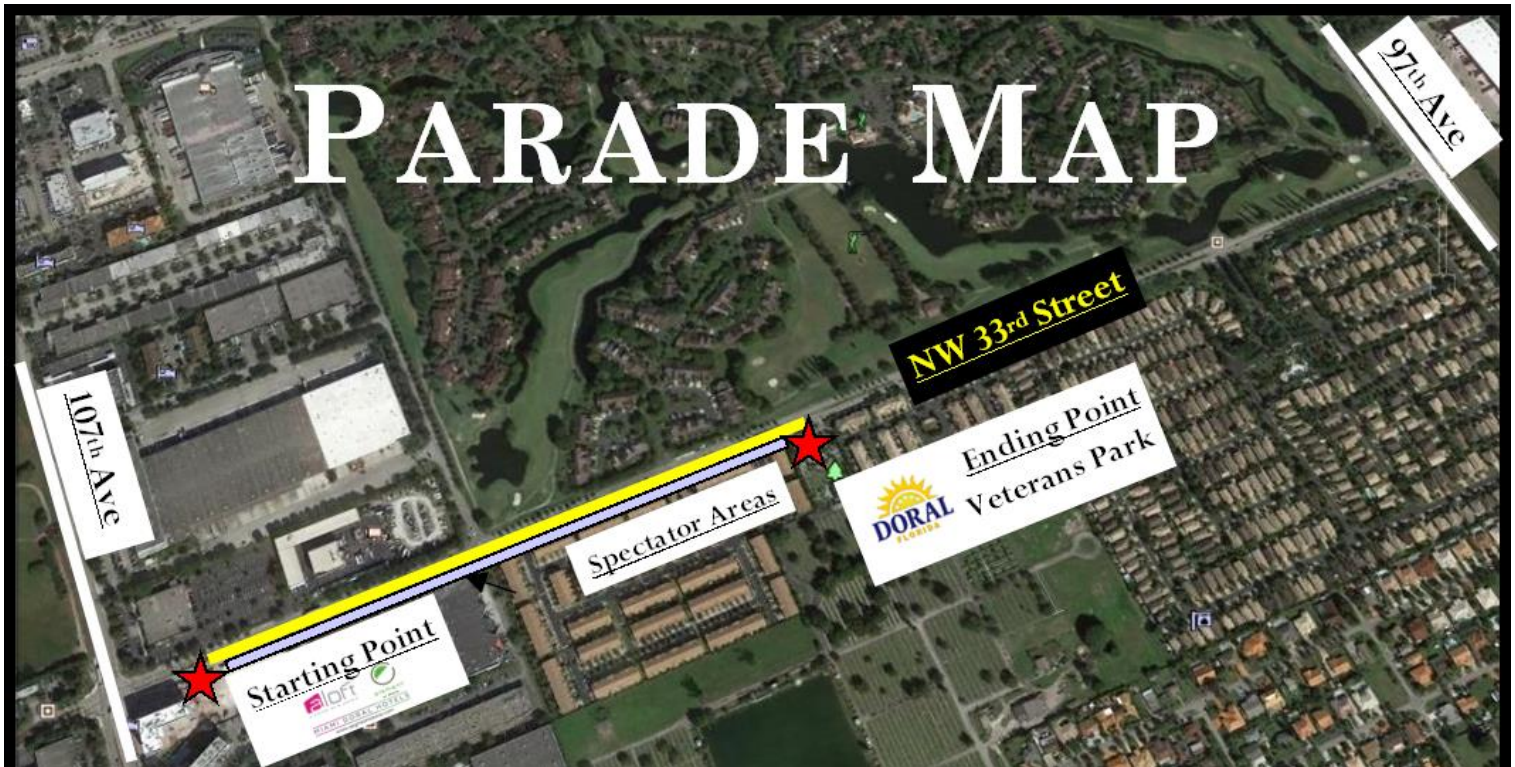 PARADE MAP
97th Ave
NW 33rd Street
107th Ave
Ending Point
Veterans Park
DORAL
FLORIDA
Spectator Areas
Starting Point
aloft
element
MIAMI DORAL HOTELS